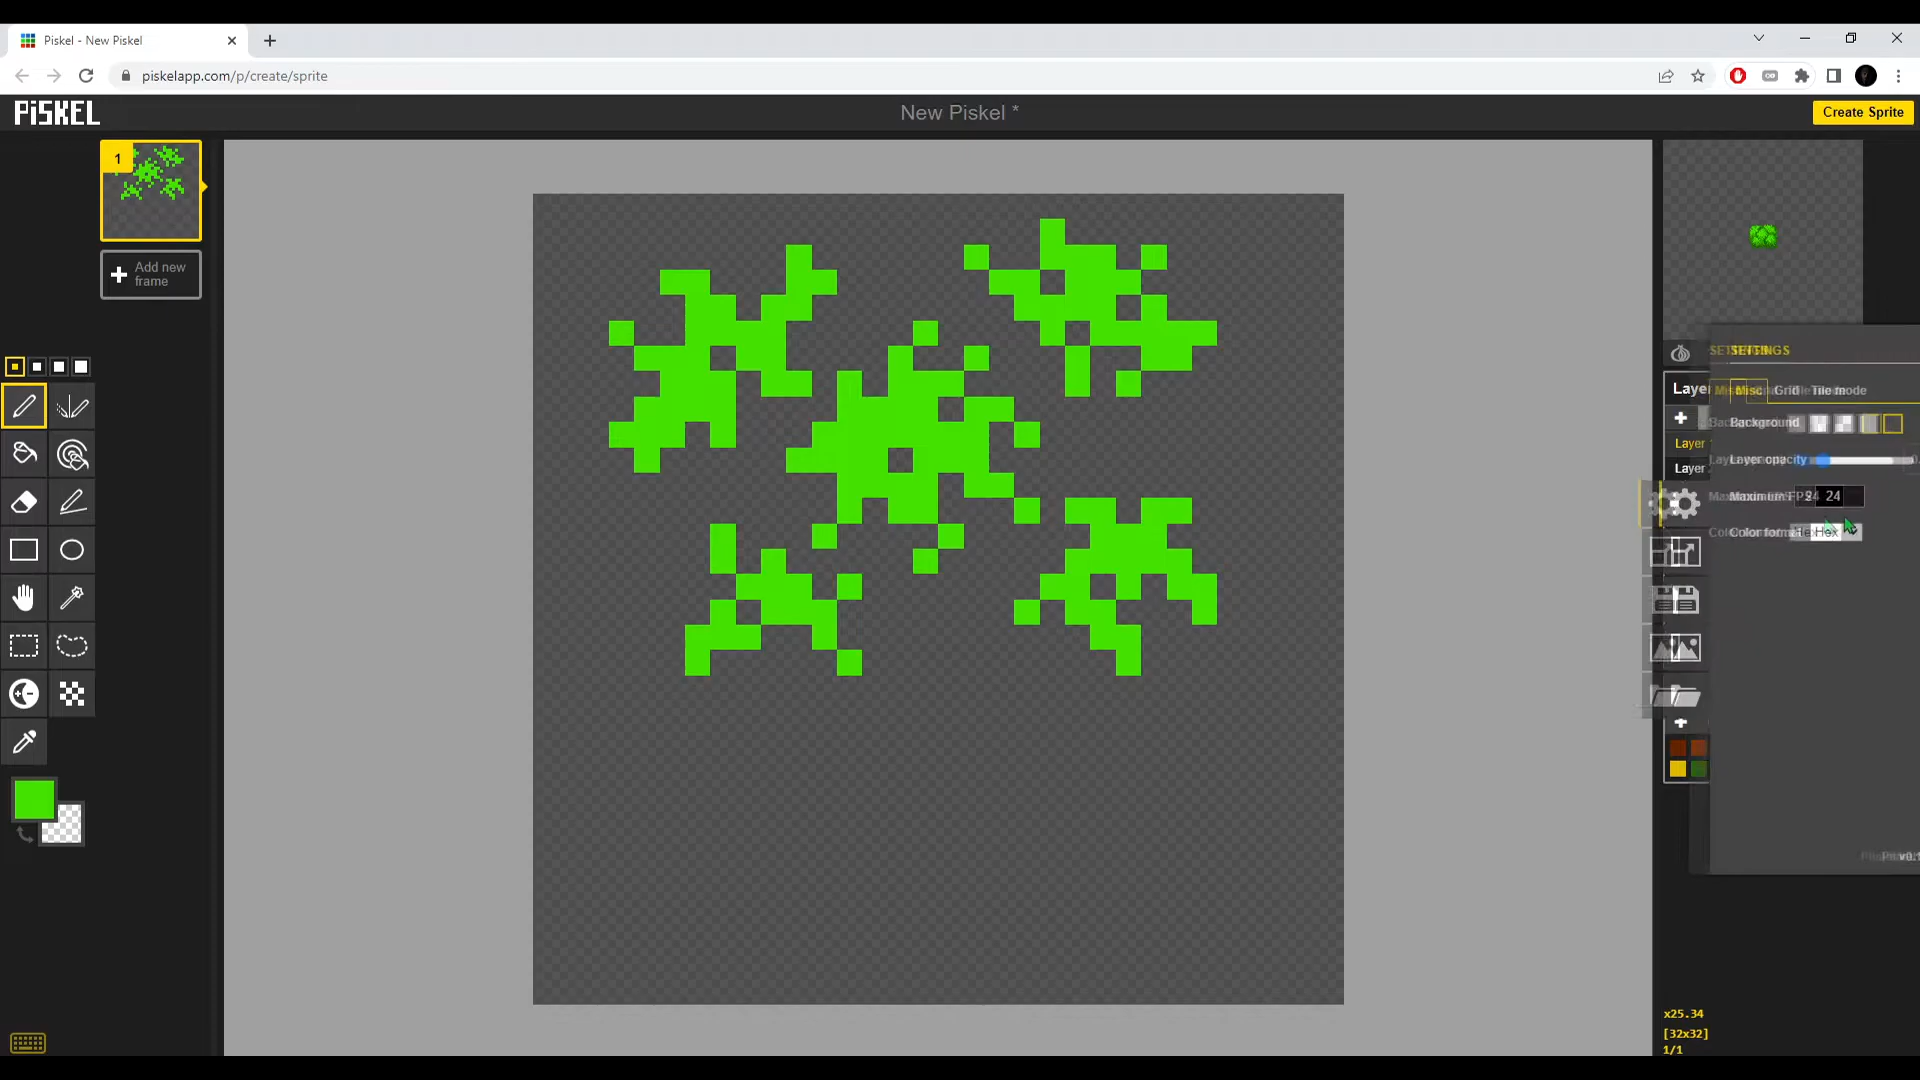 Piskel - New Piskel
piskelapp.com/p/create/sprite
PiSKEL
New Piskel *
Create Sprite
1
Add new
frame
SETTINGS
Misc Grid Tile mode
Background
Layer opacity
Maximum FPS 24
Color format Hex
Laye
Layer
Layer
x25.34
[32x32]
1/1